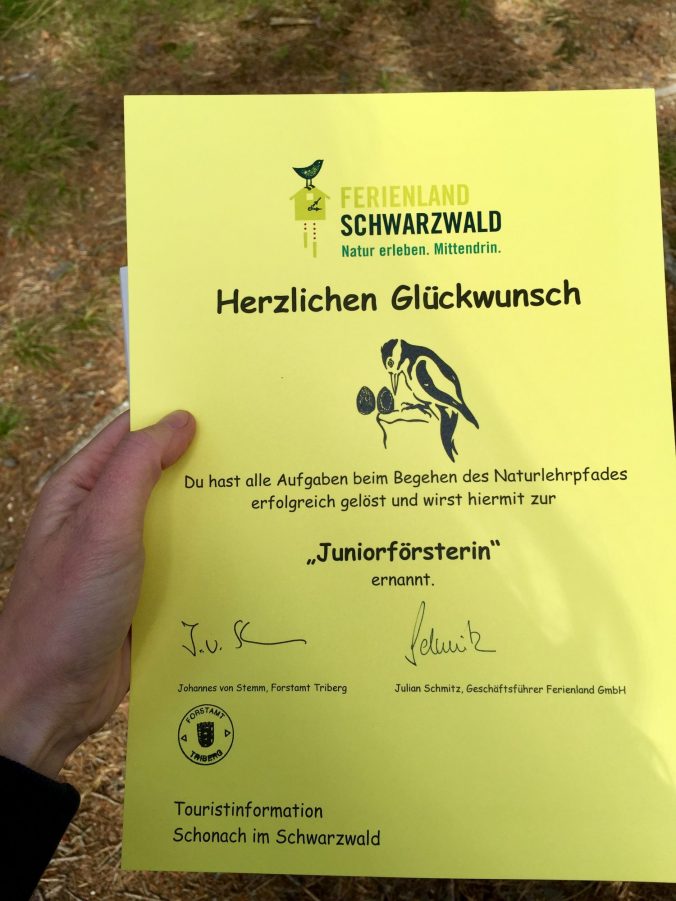 FERIENLAND
SCHWARZWALD
Natur erleben. Mittendrin.
Herzlichen Glückwunsch
Du hast alle Aufgaben beim Begehen des Naturlehrpfades
erfolgreich gelöst und wirst hiermit zur
„Juniorförsterin“
ernannt.
J. v. St
Schmitz
Johannes von Stemm, Forstamt Triberg
Julian Schmitz, Geschäftsführer Ferienland GmbH
FORSTAMT
TRIBERG
Touristinformation
Schonach im Schwarzwald